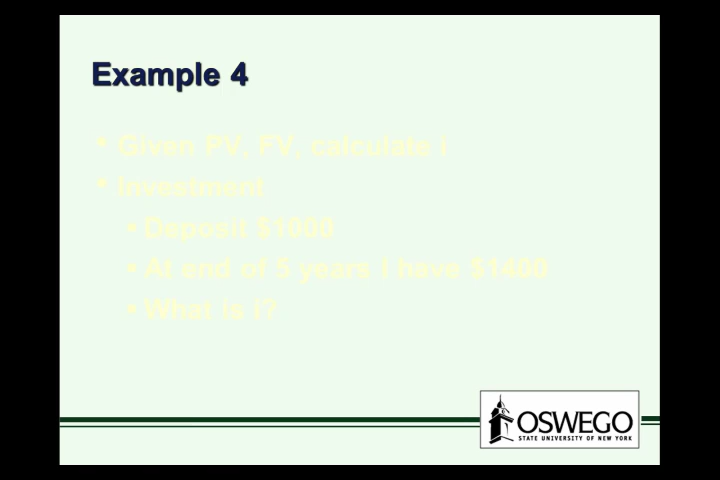 Example 4
• Given PV, FV, calculate i
• Investment
• Deposit $1000
• At end of 5 years I have $1400
• What is i?
OSWEGO
STATE UNIVERSITY OF NEW YORK